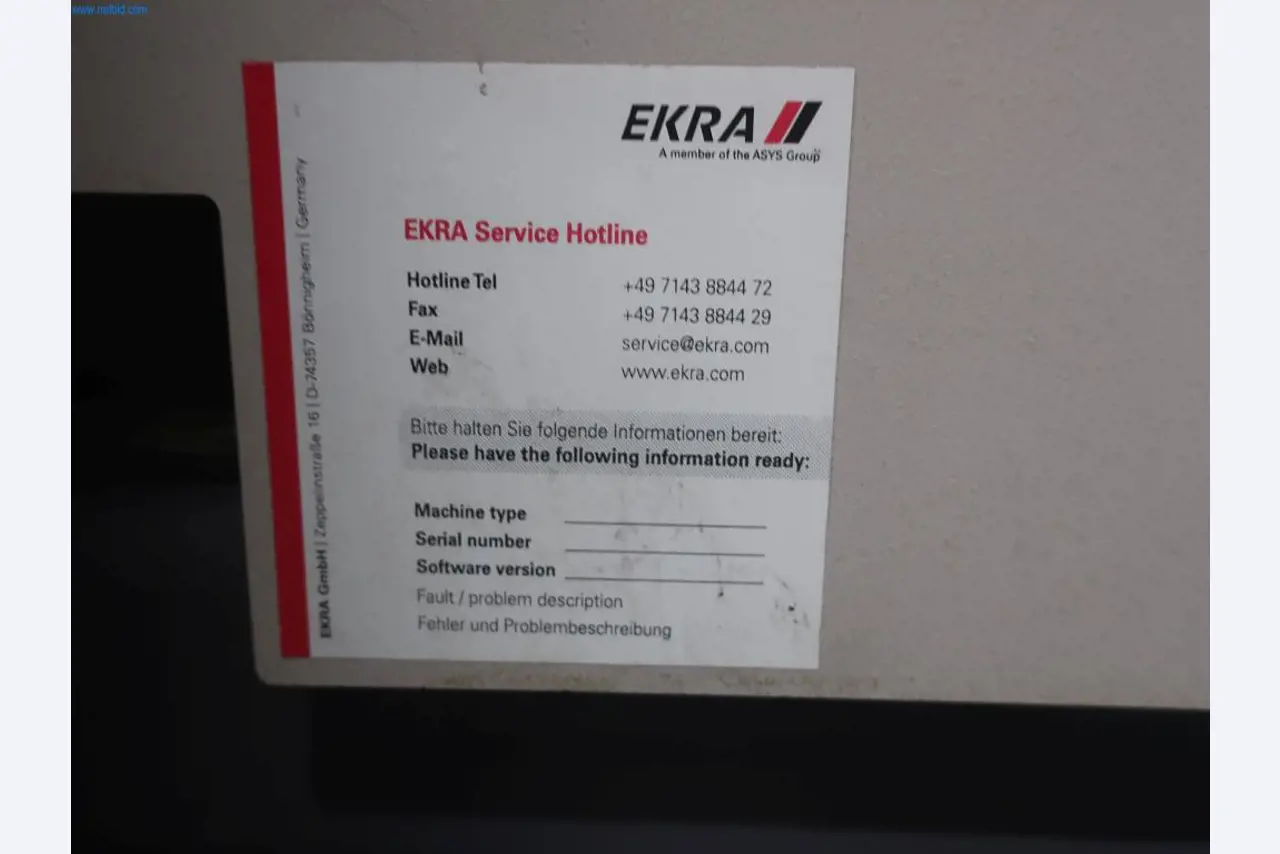 www.netbid.com
EKRA
A member of the ASYS Group
EKRA Service Hotline
Hotline Tel +49 7143 8844 72
Fax +49 7143 8844 29
E-Mail service@ekra.com
Web www.ekra.com
Bitte halten Sie folgende Informationen bereit:
Please have the following information ready:
Machine type
Serial number
Software version
Fault / problem description
Fehler und Problembeschreibung
EKRA GmbH | Zeppelinstraße 16 | D-74357 Bönnigheim | Germany